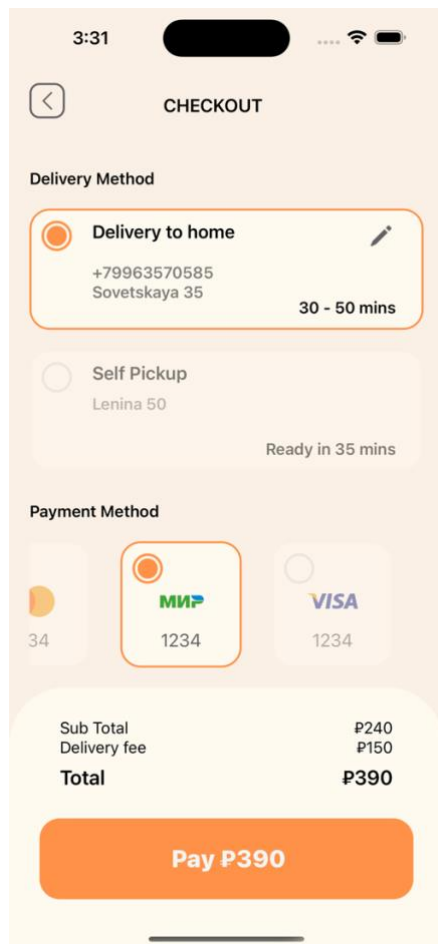 3:31
CHECKOUT
Delivery Method
Delivery to home
+79963570585
Sovetskaya 35
30 - 50 mins
Self Pickup
Lenina 50
Ready in 35 mins
Payment Method
МИР VISA
34 1234 1234
Sub Total ₽240
Delivery fee ₽150
Total ₽390
Pay ₽390